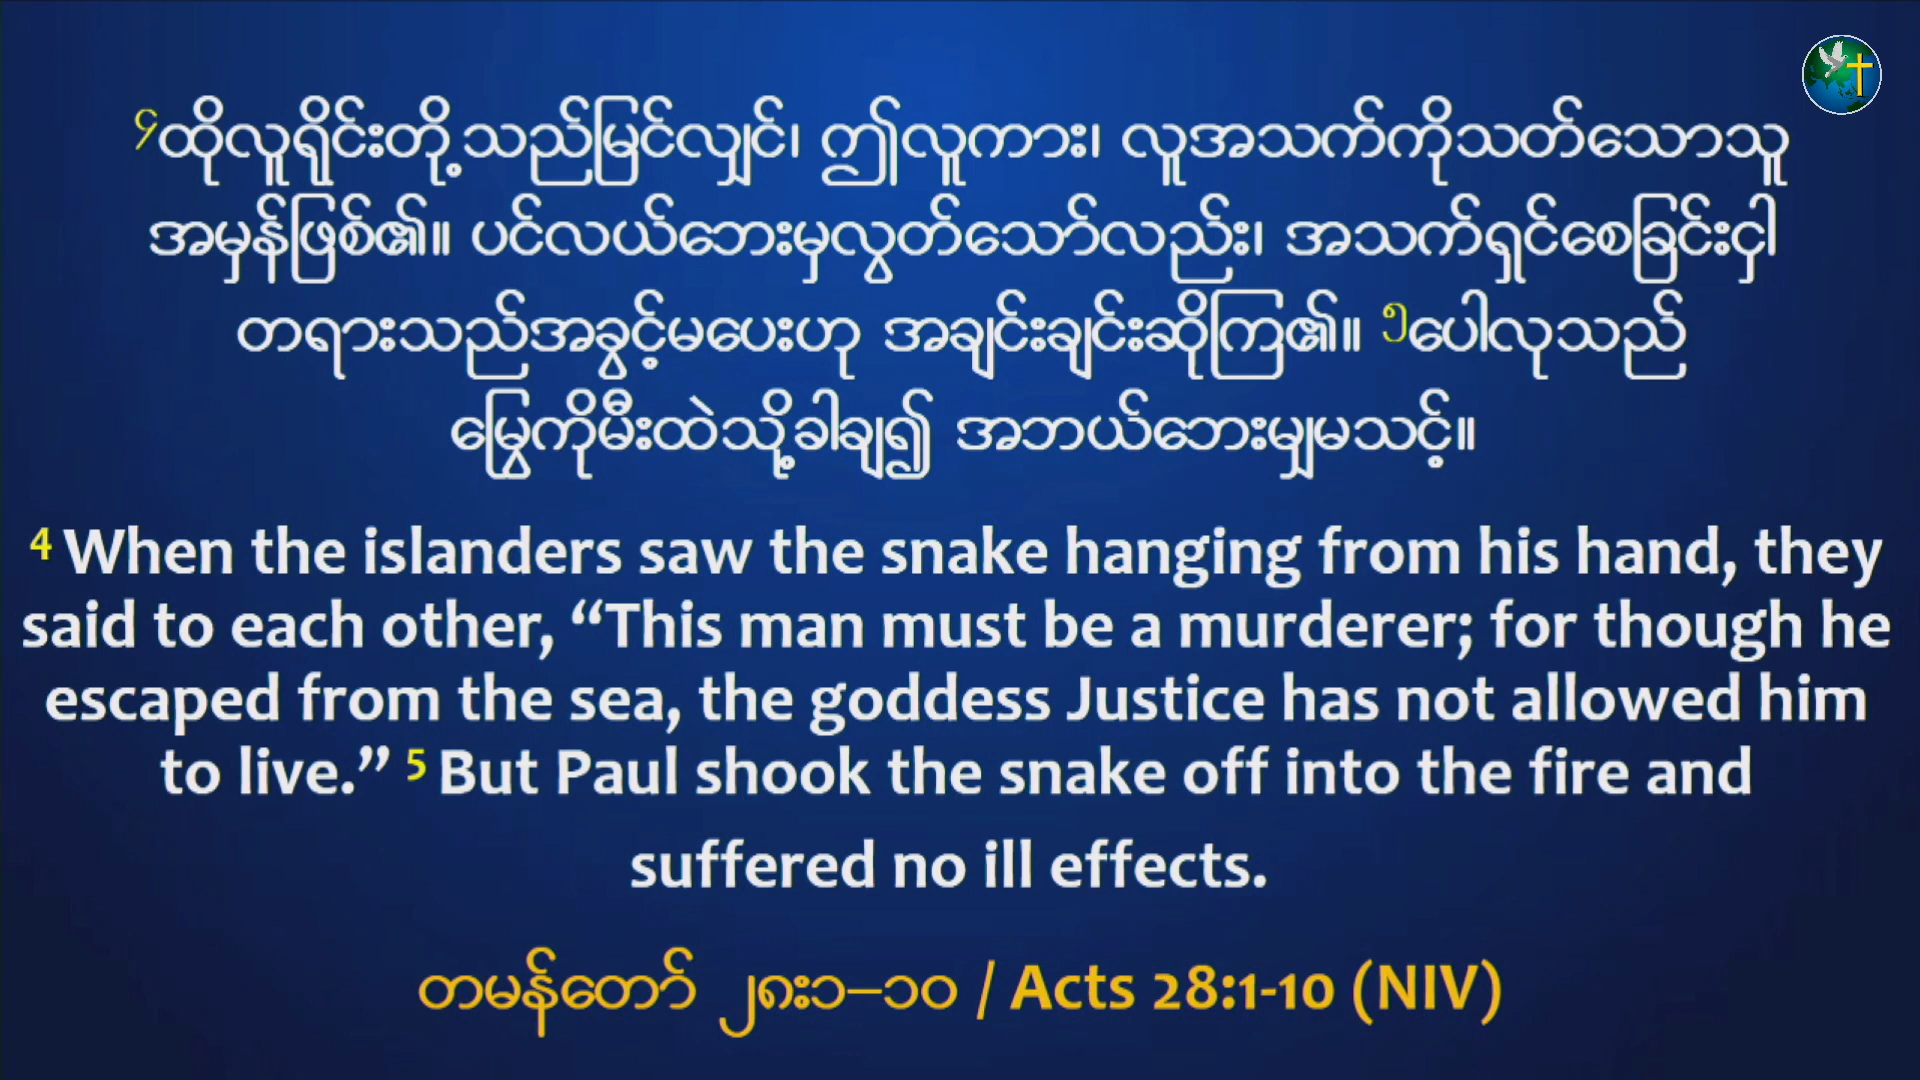 ၄ထိုလူရိုင်းတို့သည်မြင်လျှင်၊ ဤလူကား၊ လူအသက်ကိုသတ်သောသူ
အမှန်ဖြစ်၏။ ပင်လယ်ဘေးမှလွတ်သော်လည်း၊ အသက်ရှင်စေခြင်းငှါ
တရားသည်အခွင့်မပေးဟု အချင်းချင်းဆိုကြ၏။ ၅ပေါလုသည်
မြွေကိုမီးထဲသို့ခါချ၍ အဘယ်ဘေးမျှမသင့်။
4 When the islanders saw the snake hanging from his hand, they
said to each other, “This man must be a murderer; for though he
escaped from the sea, the goddess Justice has not allowed him
to live.” 5 But Paul shook the snake off into the fire and
suffered no ill effects.
တမန်တော် ၂၈း၁–၁၀ / Acts 28:1-10 (NIV)